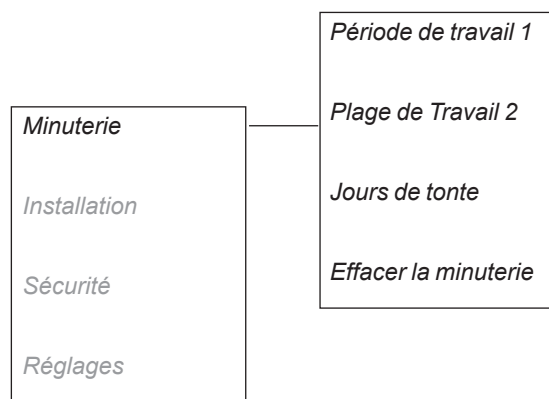 Minuterie
Installation
Sécurité
Réglages
Période de travail 1
Plage de Travail 2
Jours de tonte
Effacer la minuterie